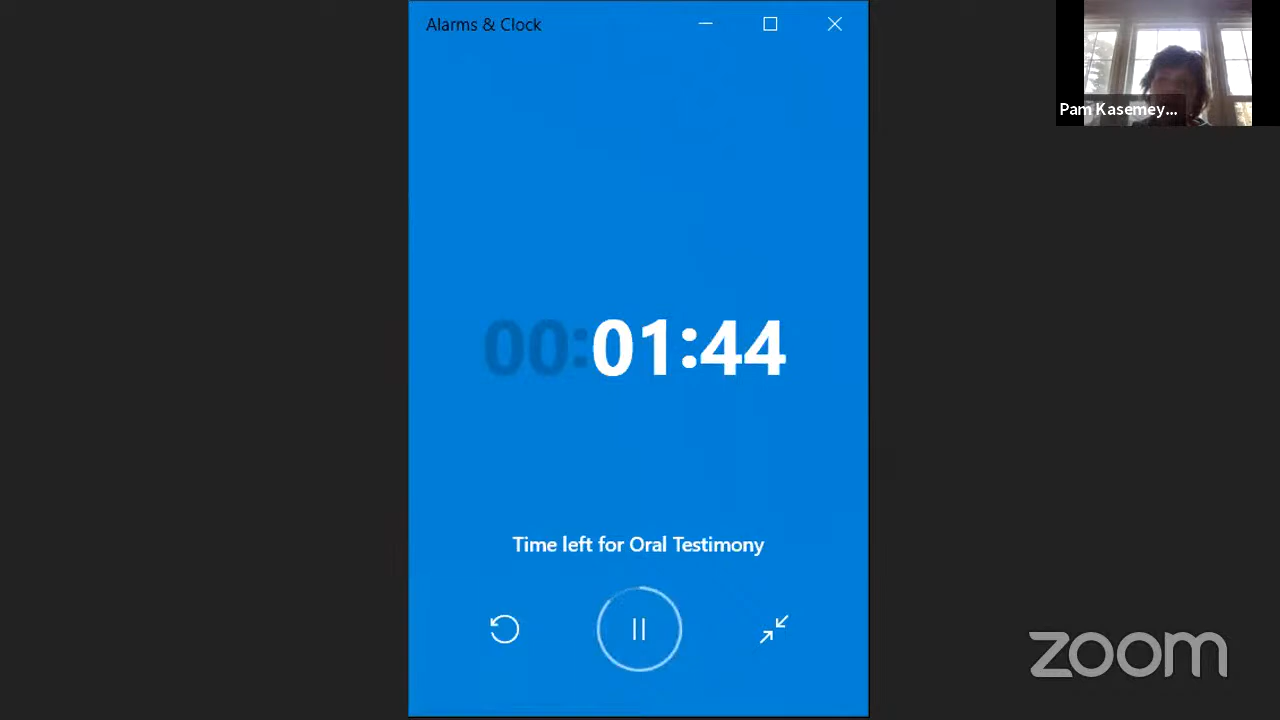 Alarms & Clock
Pam Kasemey...
00:01:44
Time left for Oral Testimony
zoom